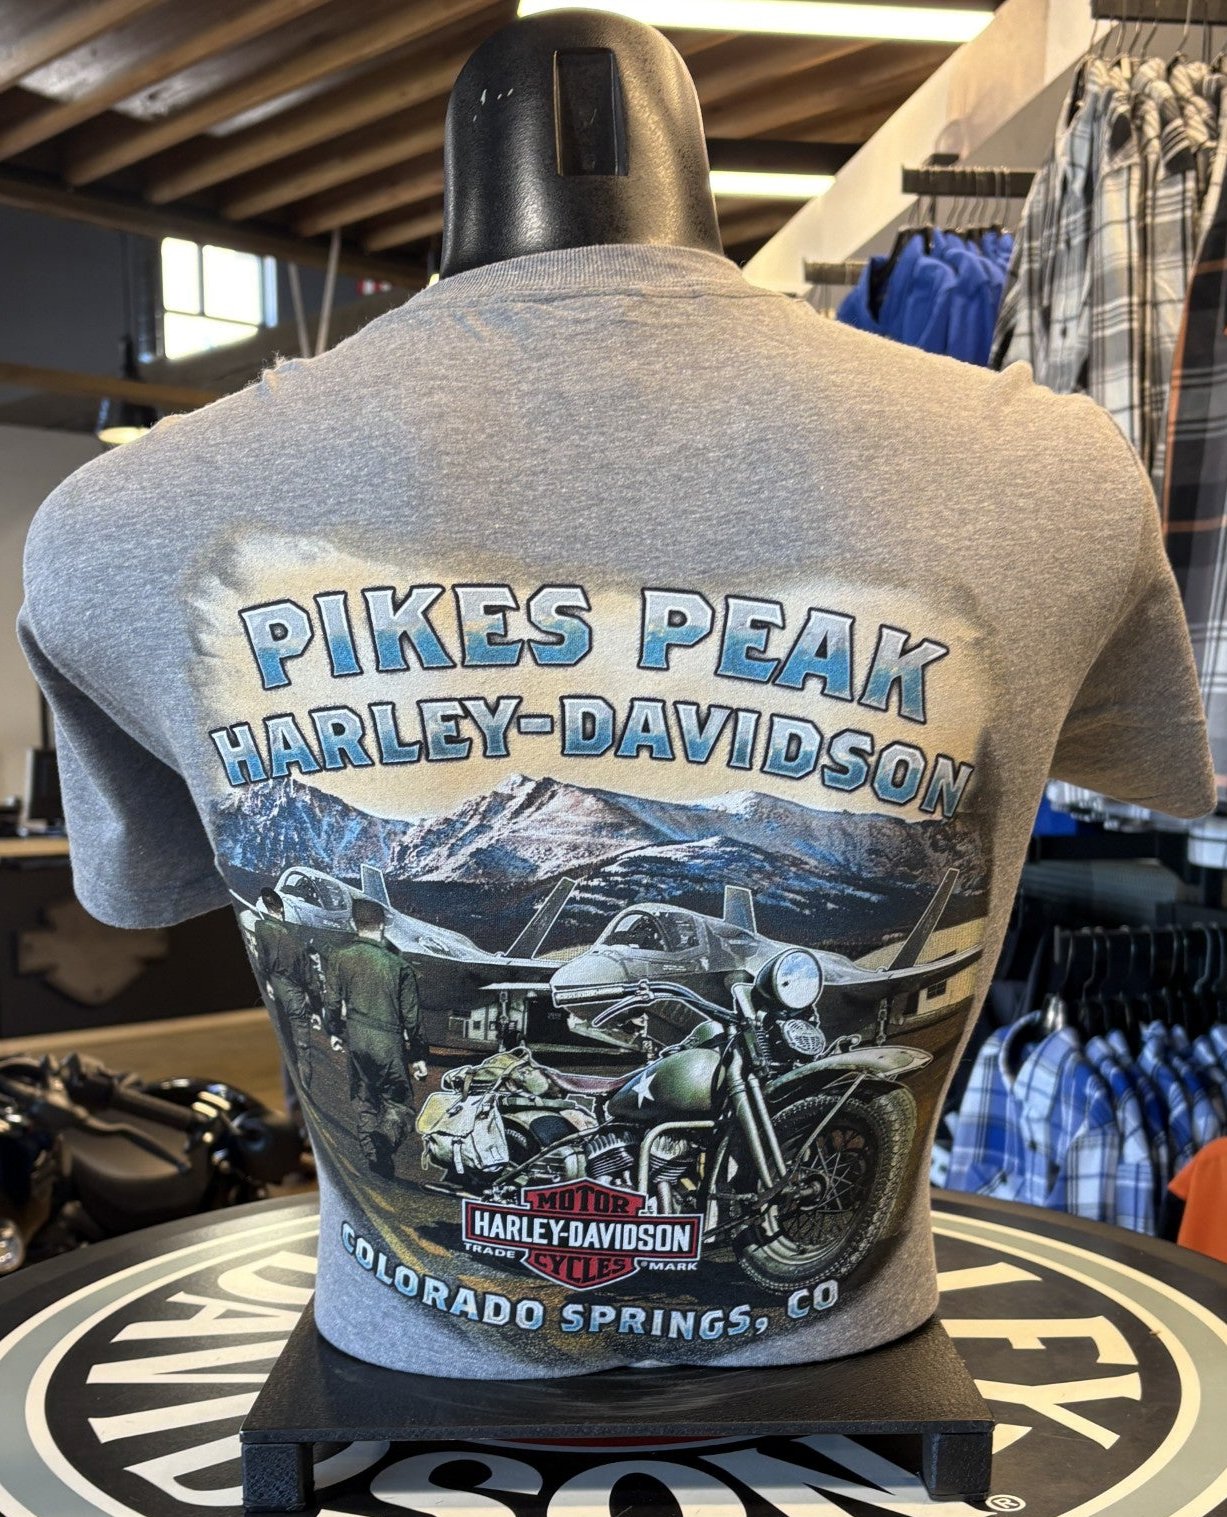 PIKES PEAK
HARLEY-DAVIDSON
MOTOR
HARLEY-DAVIDSON
TRADE CYCLES ®MARK
COLORADO SPRINGS, CO
®